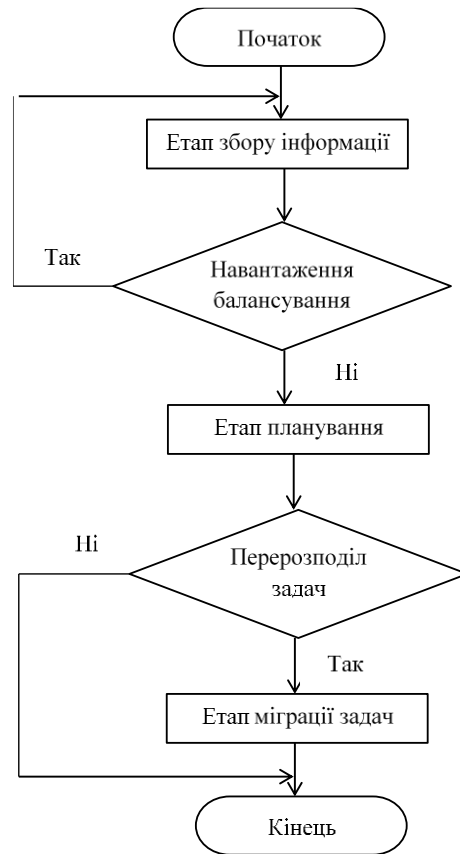 Початок
Етап збору інформації
Так
Навантаження
балансування
Ні
Етап планування
Ні
Перерозподіл
задач
Так
Етап міграції задач
Кінець